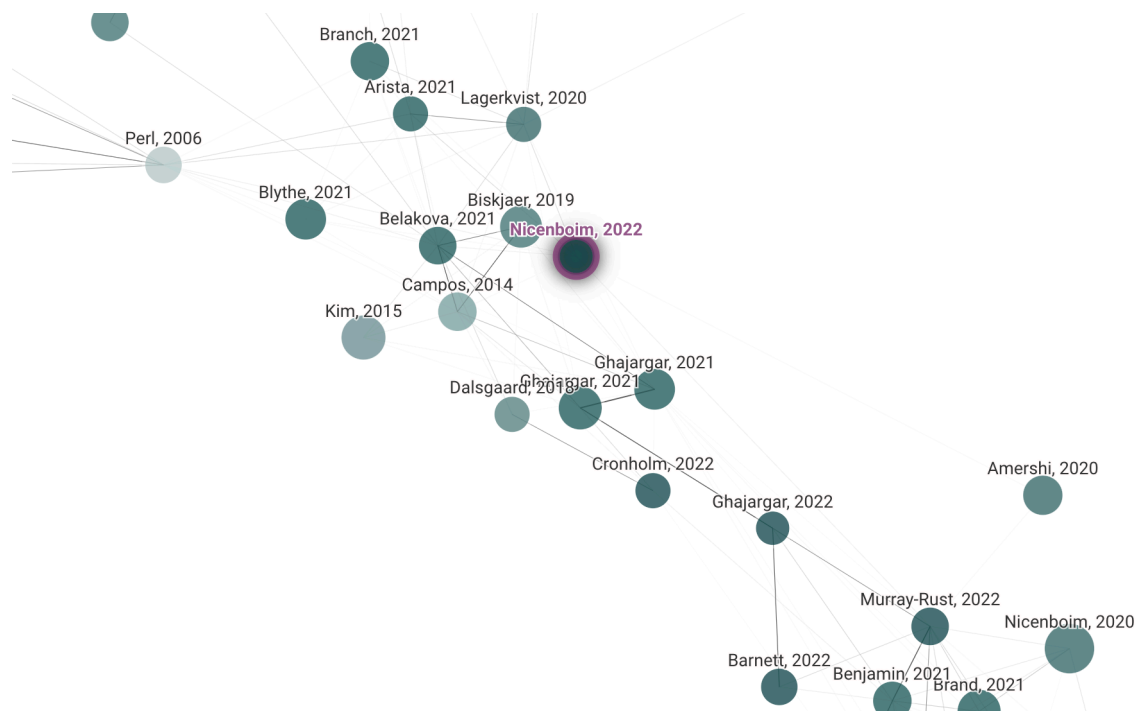 Branch, 2021
Arista, 2021
Lagerkvist, 2020
Perl, 2006
Blythe, 2021
Biskjaer, 2019
Belakova, 2021
Nicenboim, 2022
Campos, 2014
Kim, 2015
Ghajargar, 2021
Ghajargar, 2021
Dalsgaard, 2018
Cronholm, 2022
Amershi, 2020
Ghajargar, 2022
Murray-Rust, 2022
Nicenboim, 2020
Barnett, 2022
Benjamin, 2021
Brand, 2021